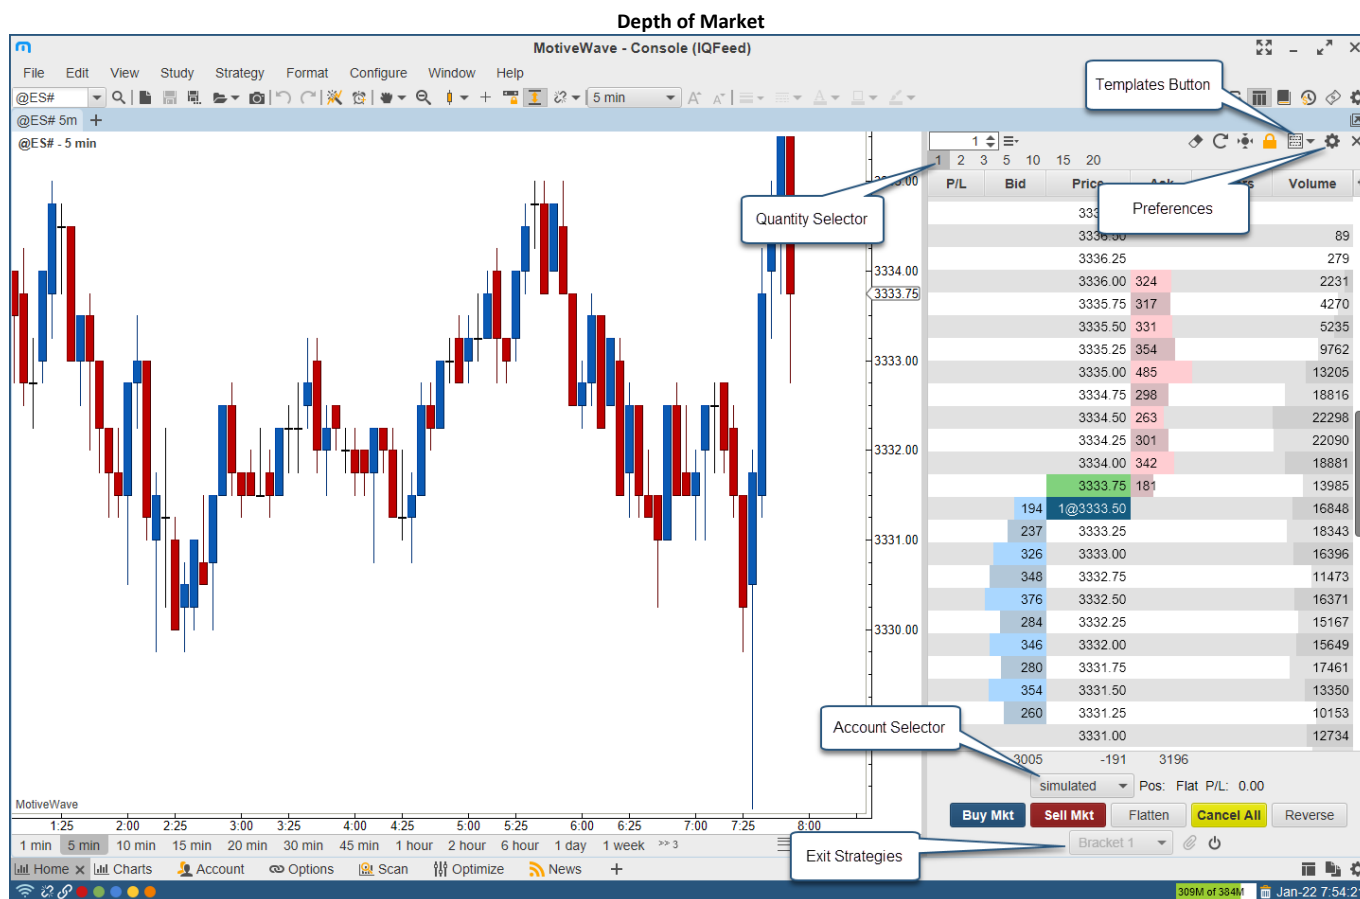 Depth of Market
MotiveWave - Console (IQFeed)
File Edit View Study Strategy Format Configure Window Help
Templates Button
@ES# 5 min
@ES# 5m +
@ES# - 5 min
1
1 2 3 5 10 15 20
P/L Bid Price Volume
Quantity Selector
Preferences
3336.50 89
3336.25 279
3336.00 324 2231
3335.75 317 4270
3335.50 331 5235
3335.25 354 9762
3335.00 485 13205
3334.75 298 18816
3334.50 263 22298
3334.25 301 22090
3334.00 342 18881
3333.75 181 13985
194 1@3333.50 16848
237 3333.25 18343
326 3333.00 16396
348 3332.75 11473
376 3332.50 16371
284 3332.25 15167
346 3332.00 15649
280 3331.75 17461
354 3331.50 13350
260 3331.25 10153
3331.00 12734
3005 -191 3196
3334.00
3333.75
3333.00
3332.00
3331.00
3330.00
Account Selector
simulated Pos: Flat P/L: 0.00
Buy Mkt Sell Mkt Flatten Cancel All Reverse
Bracket 1
Exit Strategies
MotiveWave
1:25 2:00 2:25 3:00 3:25 4:00 4:25 5:00 5:25 6:00 6:25 7:00 7:25 8:00
1 min 5 min 10 min 15 min 20 min 30 min 45 min 1 hour 2 hour 6 hour 1 day 1 week >> 3
Home Charts Account Options Scan Optimize News +
309M of 384M Jan-22 7:54:21